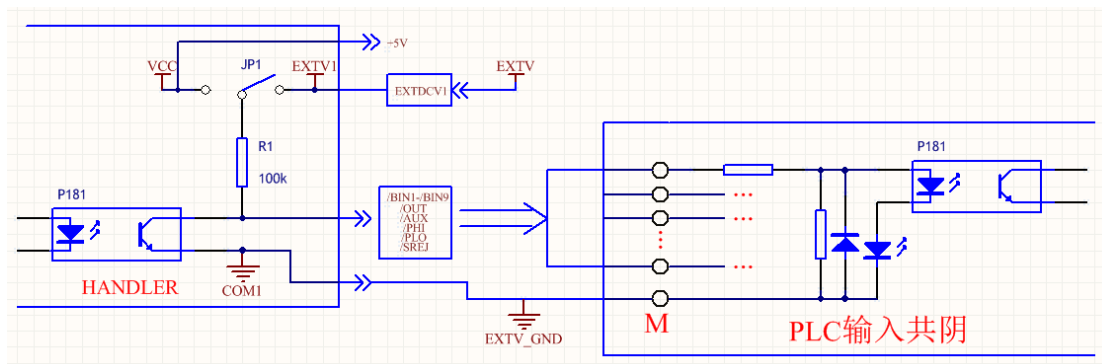 +5V
VCC
JP1
EXTV1
EXTV
EXTDCV1
R1
100k
P181
P181
/BIN1~/BIN9
/OUT
/AUX
/PHI
/PLO
/SREJ
...
...
...
⋮
...
HANDLER
COM1
EXTV_GND
M
PLC输入共阴